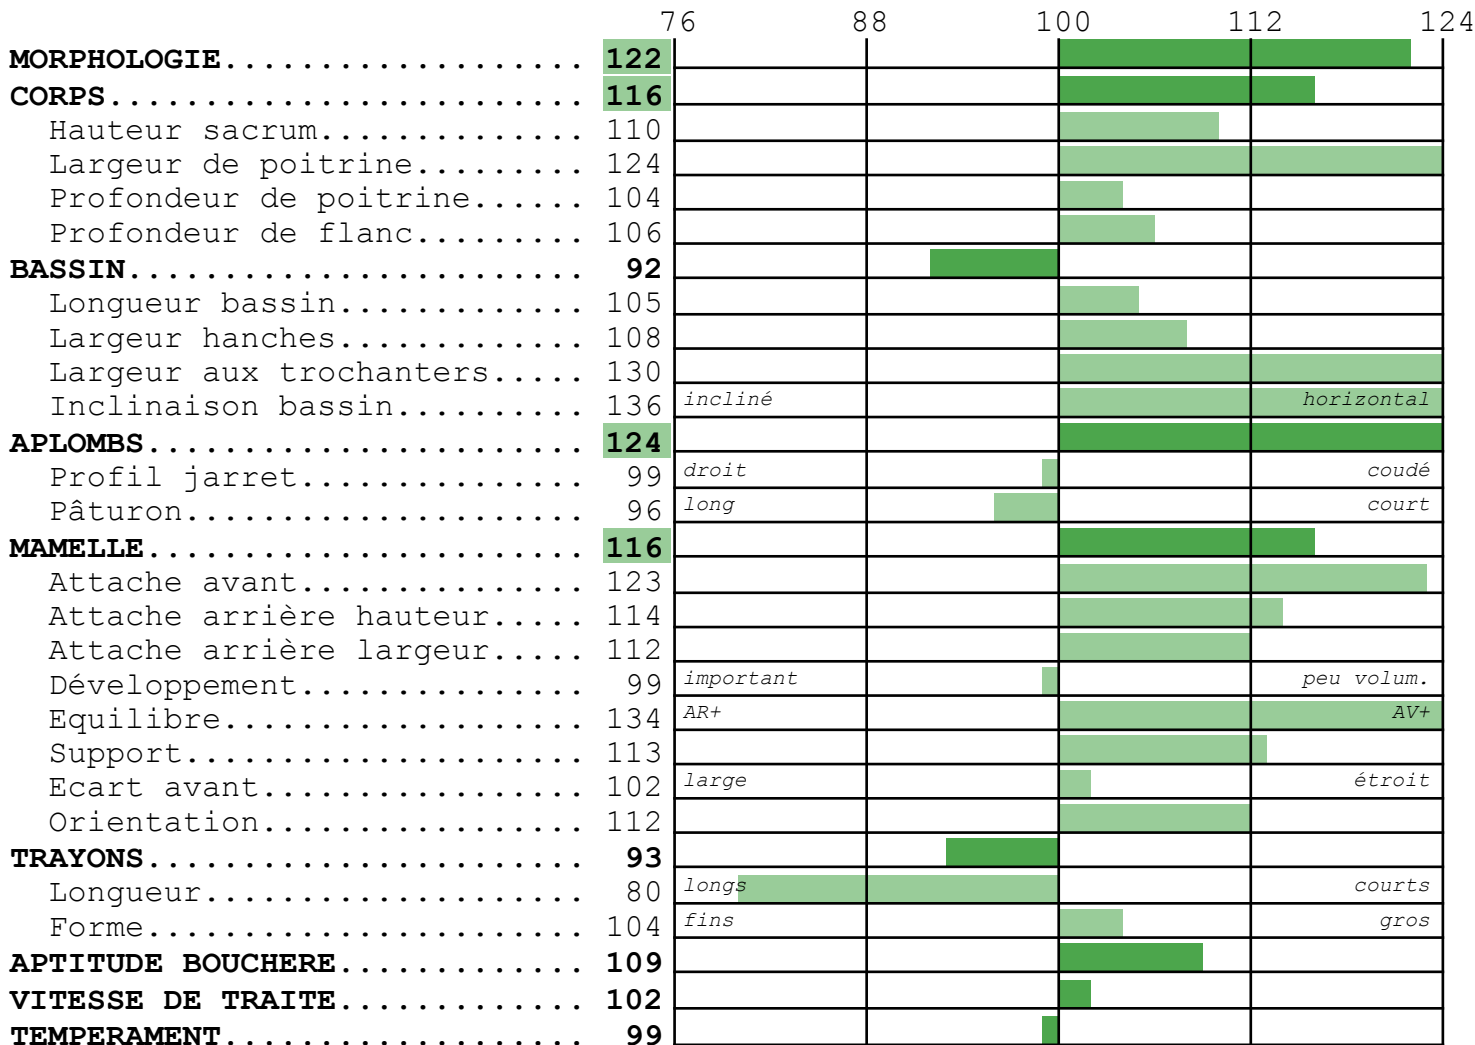 76 88 100 112 124
MORPHOLOGIE................... 122
CORPS......................... 116
Hauteur sacrum.............. 110
Largeur de poitrine......... 124
Profondeur de poitrine...... 104
Profondeur de flanc......... 106
BASSIN........................ 92
Longueur bassin............. 105
Largeur hanches............. 108
Largeur aux trochanters..... 130
Inclinaison bassin.......... 136 incliné horizontal
APLOMBS....................... 124
Profil jarret............... 99 droit coudé
Pâturon..................... 96 long court
MAMELLE....................... 116
Attache avant............... 123
Attache arrière hauteur..... 114
Attache arrière largeur..... 112
Développement............... 99 important peu volum.
Equilibre................... 134 AR+ AV+
Support..................... 113
Ecart avant................. 102 large étroit
Orientation................. 112
TRAYONS....................... 93
Longueur.................... 80 longs courts
Forme....................... 104 fins gros
APTITUDE BOUCHERE............. 109
VITESSE DE TRAITE............. 102
TEMPERAMENT................... 99